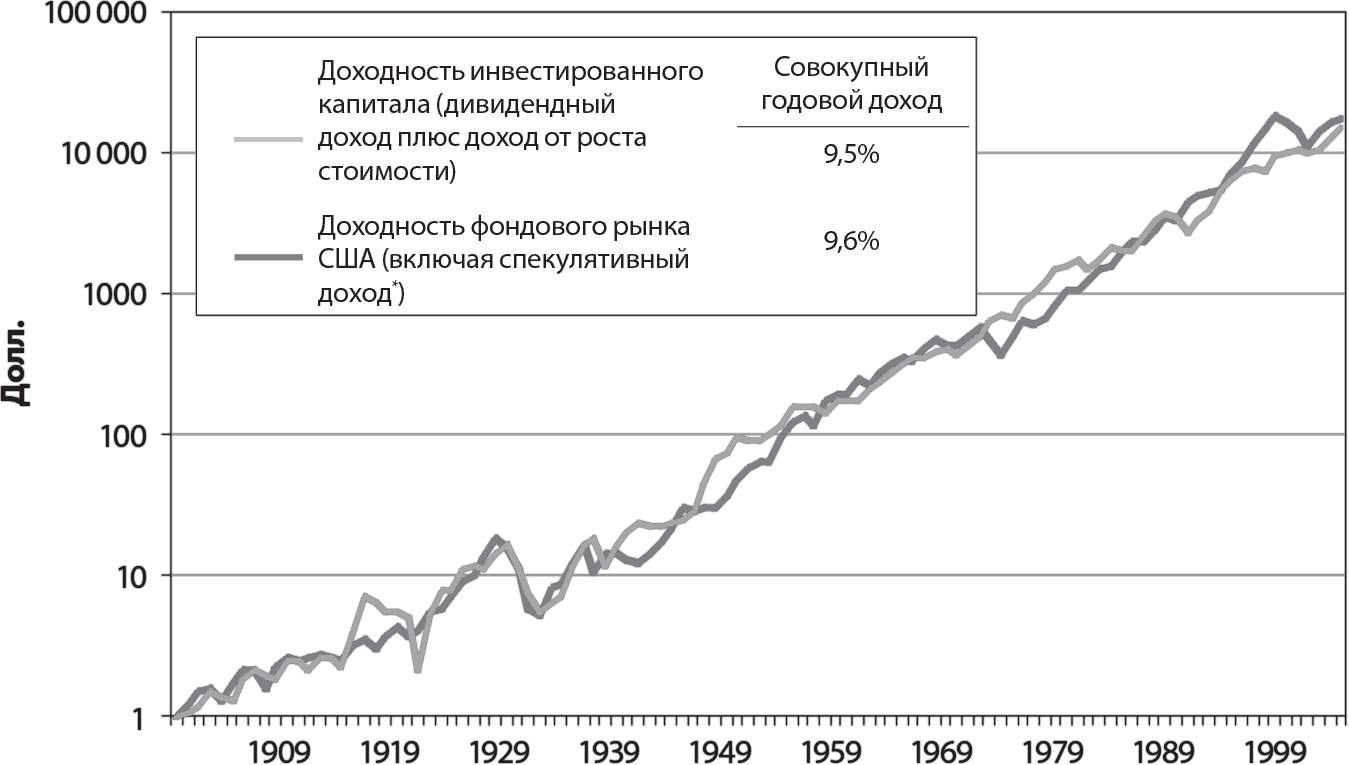 100 000
10 000
1000
100
10
1
Долл.
Доходность инвестированного
капитала (дивидендный
доход плюс доход от роста
стоимости)
Совокупный
годовой доход
9,5%
Доходность фондового рынка
США (включая спекулятивный
доход*)
9,6%
1909 1919 1929 1939 1949 1959 1969 1979 1989 1999